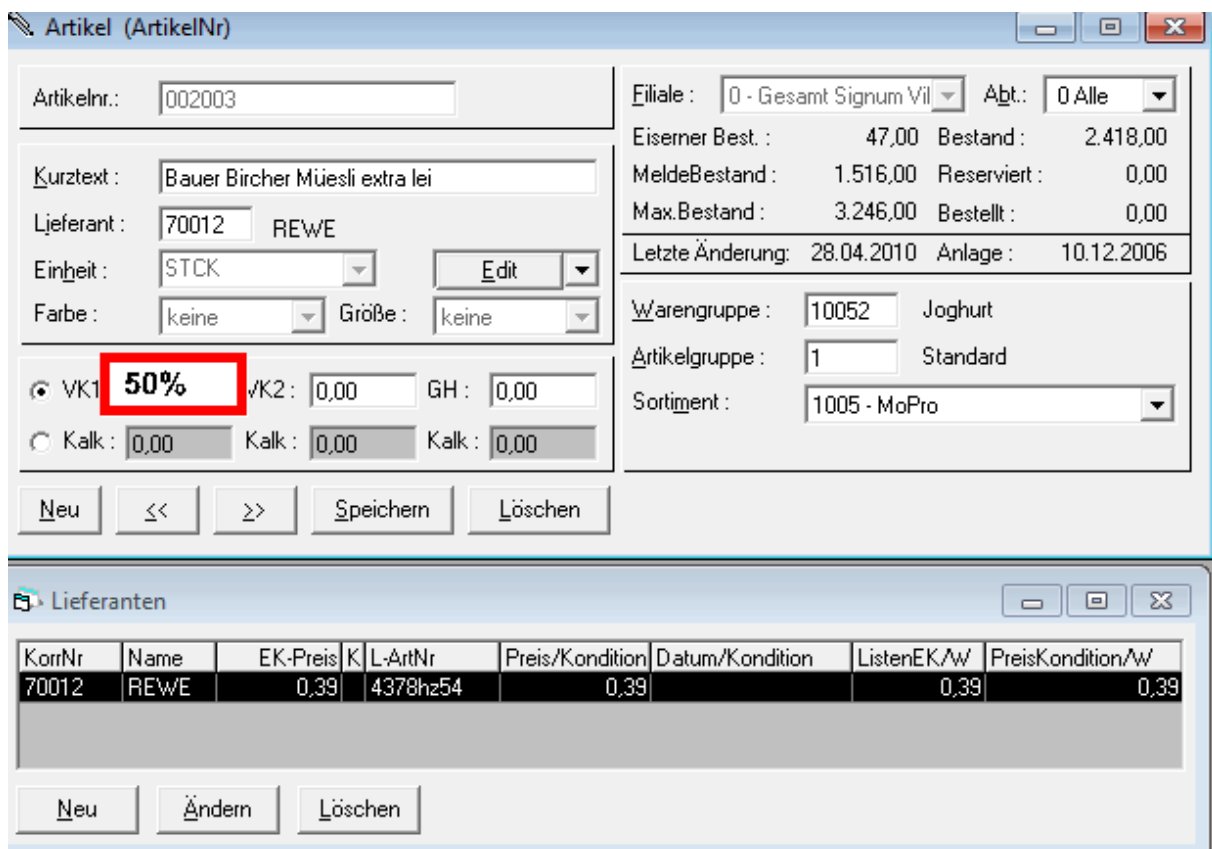 Artikel (ArtikelNr)
Artikelnr.: 002003
Kurztext : Bauer Bircher Müesli extra lei
Lieferant : 70012 REWE
Einheit : STCK Edit
Farbe : keine Größe : keine
VK1 50% VK2 : 0,00 GH : 0,00
Kalk : 0,00 Kalk : 0,00 Kalk : 0,00
Neu << >> Speichern Löschen
Filiale : 0 - Gesamt Signum Vil Abt.: 0 Alle
Eiserner Best. : 47,00 Bestand : 2.418,00
MeldeBestand : 1.516,00 Reserviert : 0,00
Max.Bestand : 3.246,00 Bestellt : 0,00
Letzte Änderung: 28.04.2010 Anlage : 10.12.2006
Warengruppe : 10052 Joghurt
Artikelgruppe : 1 Standard
Sortiment : 1005 - MoPro
Lieferanten
KorrNr Name EK-Preis K L-ArtNr Preis/Kondition Datum/Kondition ListenEK/W PreisKondition/W
70012 REWE 0,39 4378hz54 0,39 0,39 0,39
Neu Ändern Löschen